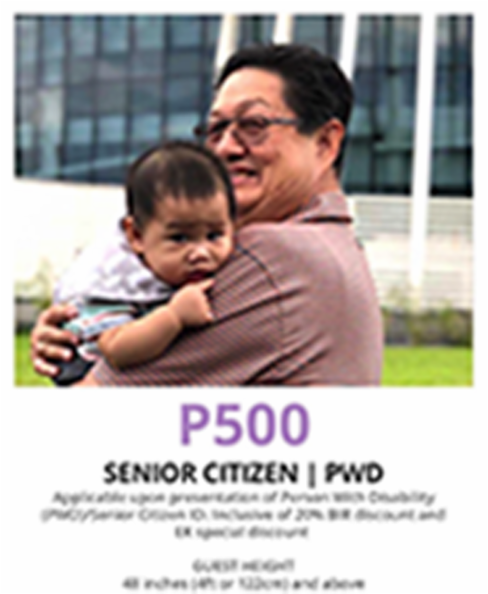 P500
SENIOR CITIZEN | PWD
Applicable upon presentation of Person With Disability
(PWD)/Senior Citizen ID. Inclusive of 20% BIR discount and
EK special discount
GUEST HEIGHT
48 inches (4ft or 122cm) and above